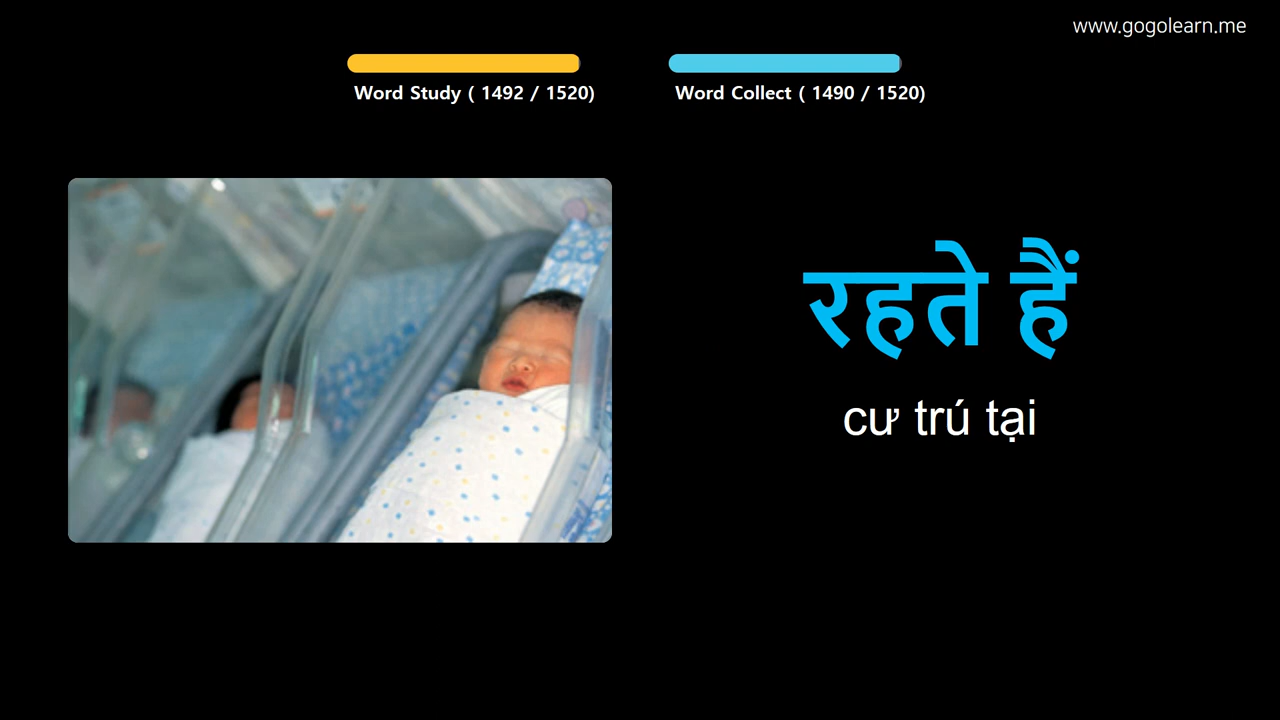 www.gogolearn.me
Word Study ( 1492 / 1520)
Word Collect ( 1490 / 1520)
रहते हैं
cư trú tại